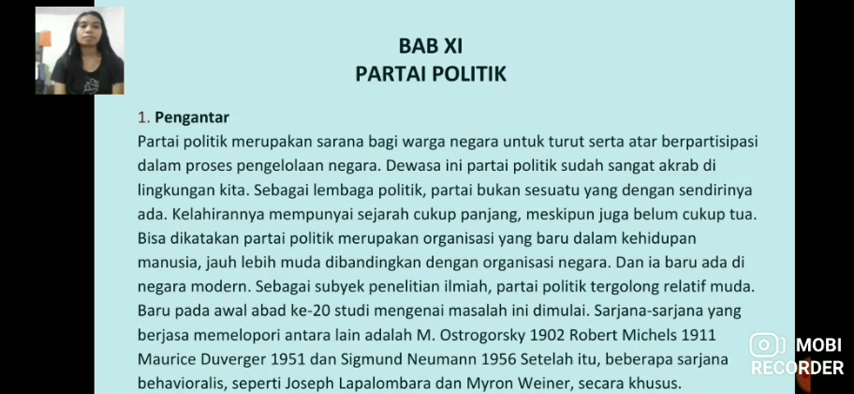 BAB XI
PARTAI POLITIK
1. Pengantar
Partai politik merupakan sarana bagi warga negara untuk turut serta atar berpartisipasi
dalam proses pengelolaan negara. Dewasa ini partai politik sudah sangat akrab di
lingkungan kita. Sebagai lembaga politik, partai bukan sesuatu yang dengan sendirinya
ada. Kelahirannya mempunyai sejarah cukup panjang, meskipun juga belum cukup tua.
Bisa dikatakan partai politik merupakan organisasi yang baru dalam kehidupan
manusia, jauh lebih muda dibandingkan dengan organisasi negara. Dan ia baru ada di
negara modern. Sebagai subyek penelitian ilmiah, partai politik tergolong relatif muda.
Baru pada awal abad ke-20 studi mengenai masalah ini dimulai. Sarjana-sarjana yang
berjasa memelopori antara lain adalah M. Ostrogorsky 1902 Robert Michels 1911
Maurice Duverger 1951 dan Sigmund Neumann 1956 Setelah itu, beberapa sarjana
behavioralis, seperti Joseph Lapalombara dan Myron Weiner, secara khusus.
MOBI
RECORDER